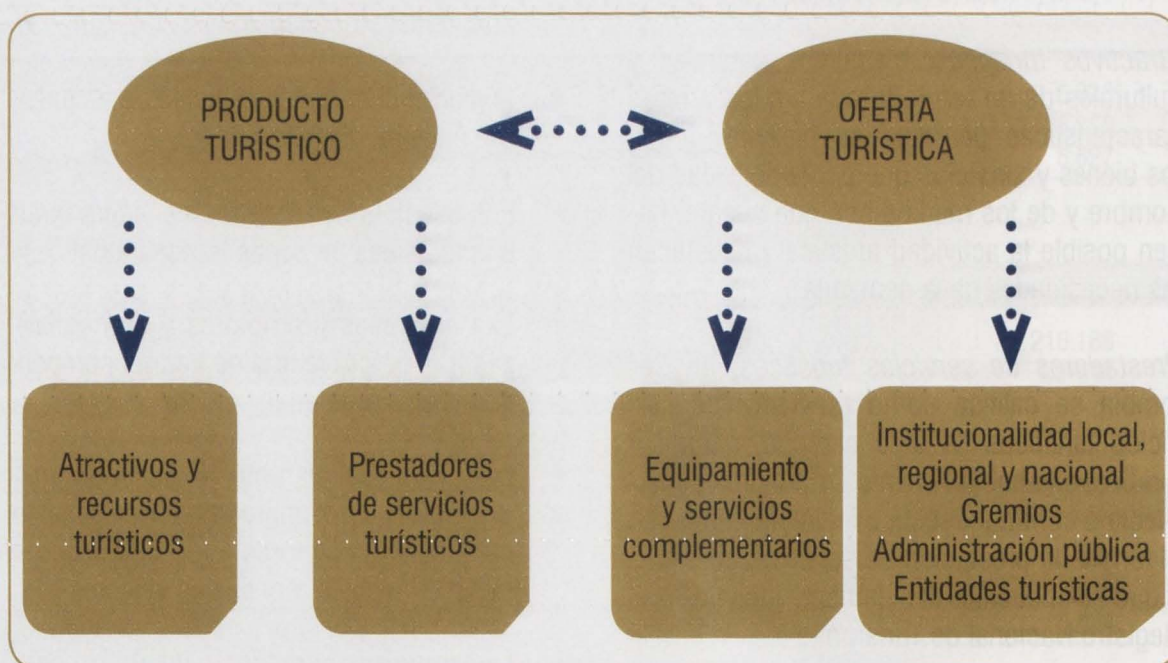 PRODUCTO
TURÍSTICO
OFERTA
TURÍSTICA
Atractivos y
recursos
turísticos
Prestadores
de servicios
turísticos
Equipamiento
y servicios
complementarios
Institucionalidad local,
regional y nacional
Gremios
Administración pública
Entidades turísticas